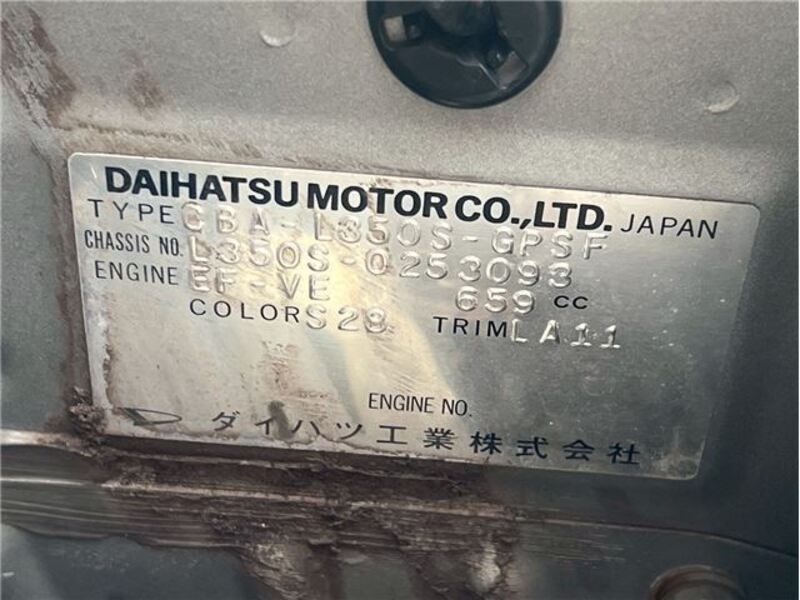 DAIHATSU MOTOR CO.,LTD. JAPAN
TYPE CBA-L350S-GPSF
CHASSIS NO. L350S-0253093
ENGINE EF-VE 659 CC
COLOR S28 TRIM LA11
ENGINE NO.
ダイハツ工業株式会社